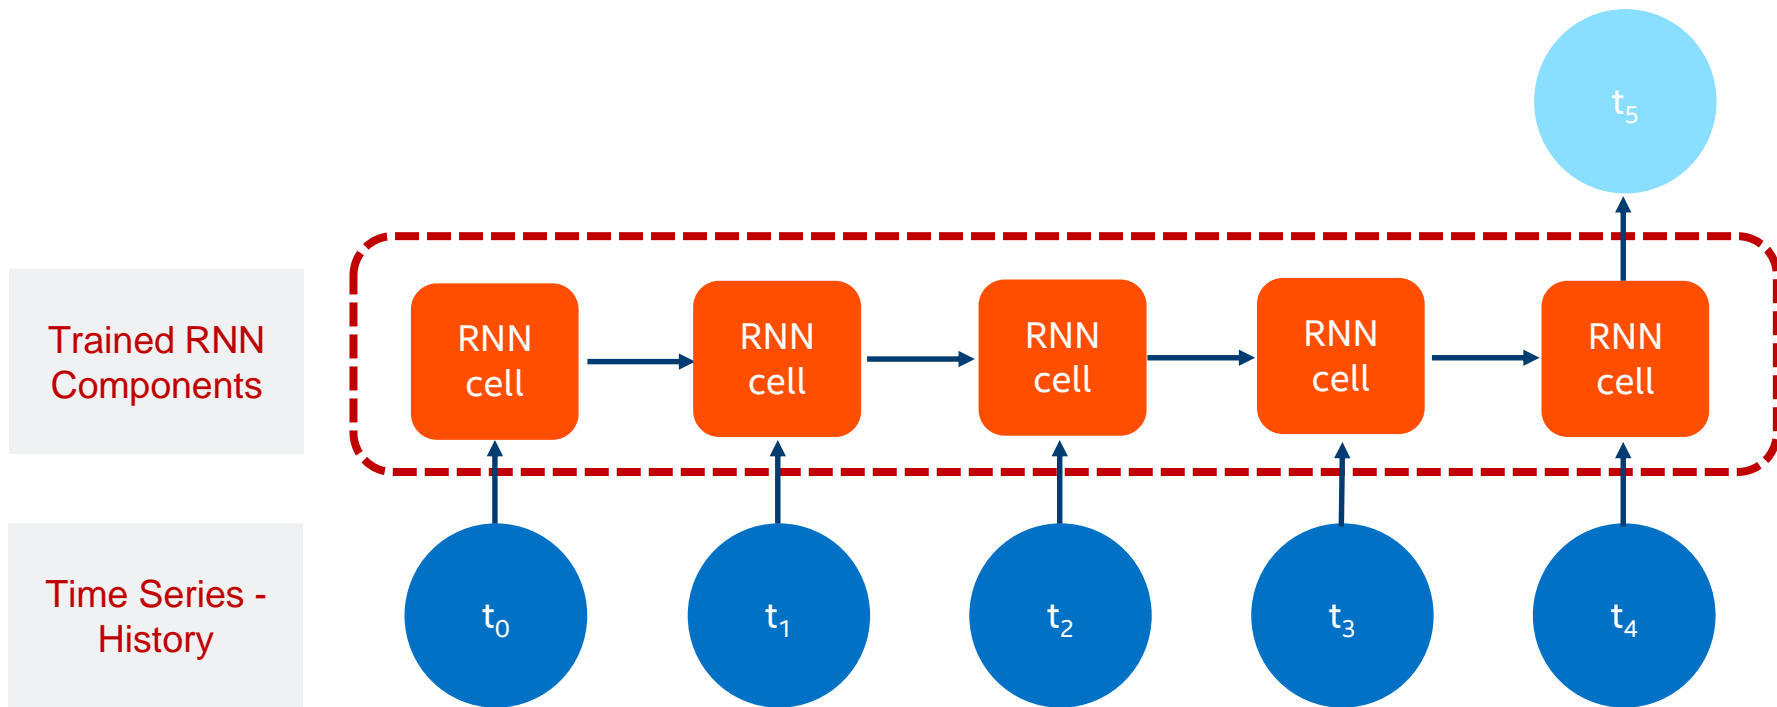 t₅
Trained RNN
Components
RNN
cell
RNN
cell
RNN
cell
RNN
cell
RNN
cell
Time Series -
History
t₀
t₁
t₂
t₃
t₄